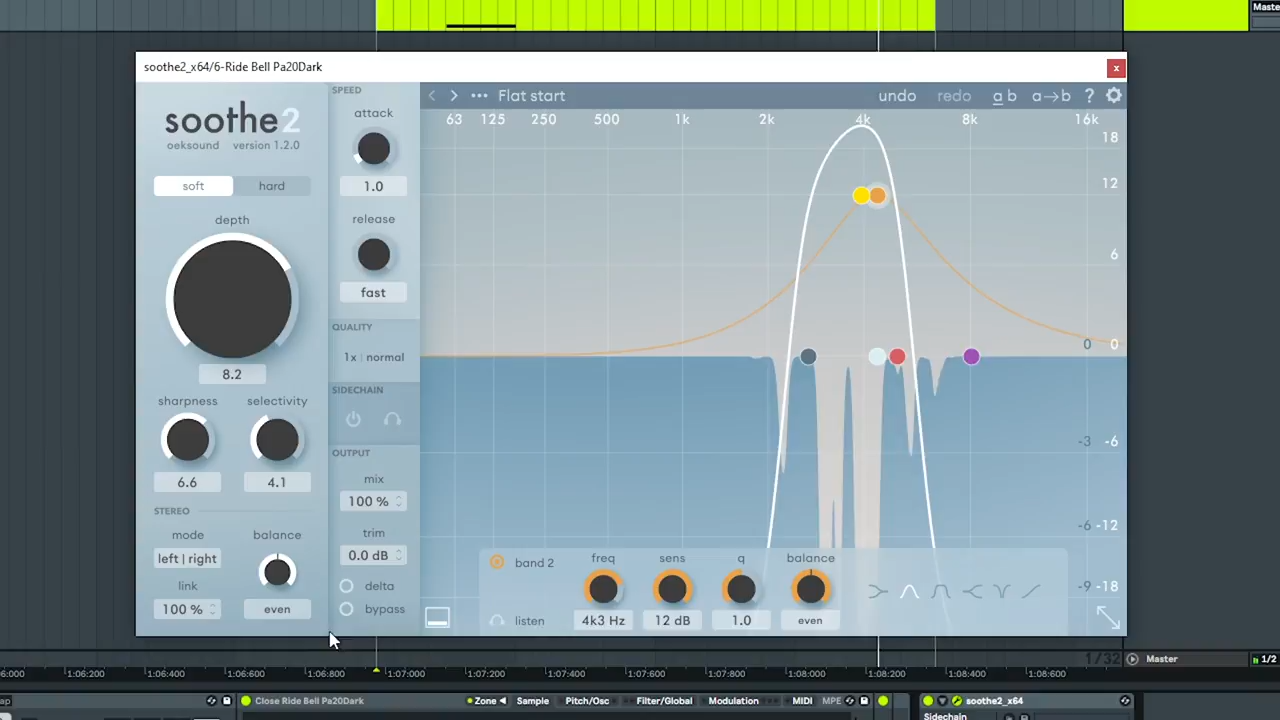 Master
soothe2_x64/6-Ride Bell Pa20Dark
x
soothe2
oeksound version 1.2.0
soft hard
depth
8.2
sharpness selectivity
6.6 4.1
STEREO
mode balance
left | right
link
100 % even
SPEED
attack
1.0
release
fast
QUALITY
1x | normal
SIDECHAIN
OUTPUT
mix
100 %
trim
0.0 dB
delta
bypass
Flat start undo redo a b a→b ?
63 125 250 500 1k 2k 4k 8k 16k
18
12
6
0 0
-3 -6
-6 -12
-9 -18
band 2 freq sens q balance
listen 4k3 Hz 12 dB 1.0 even
1/32 Master 1/2
6:000 1:06:200 1:06:400 1:06:600 1:06:800 1:07:000 1:07:200 1:07:400 1:07:600 1:07:800 1:08:000 1:08:200 1:08:400 1:08:600
ap Close Ride Bell Pa20Dark Zone Sample Pitch/Osc Filter/Global Modulation MIDI MPE soothe2_x64
Sidechain